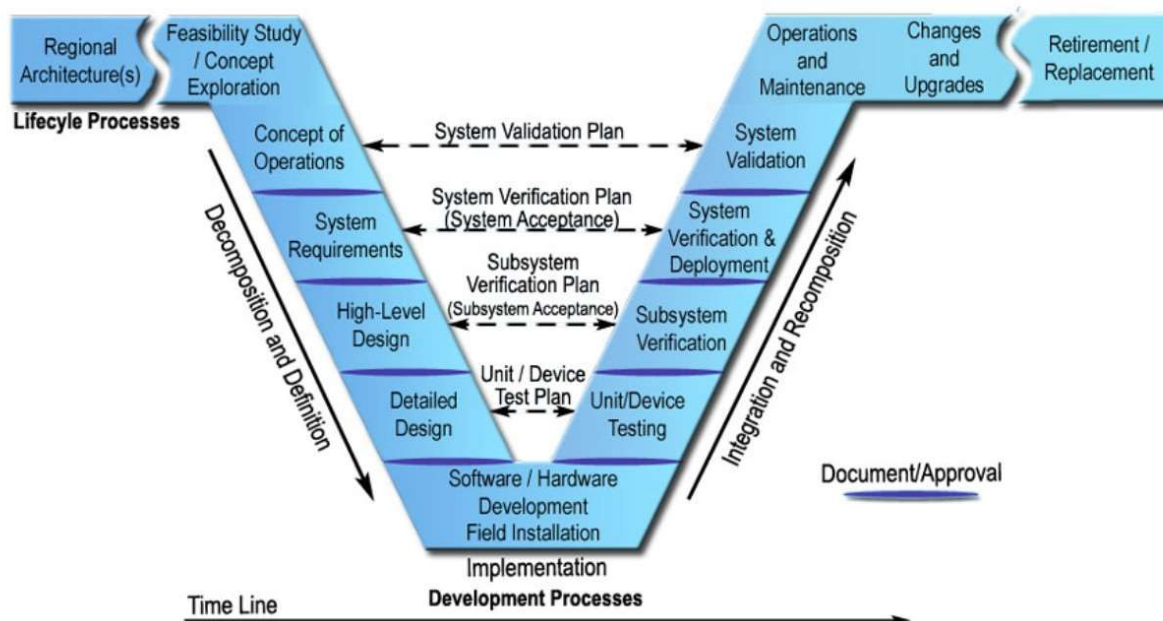 Regional
Architecture(s)
Feasibility Study
/ Concept
Exploration
Operations
and
Maintenance
Changes
and
Upgrades
Retirement /
Replacement
Lifecyle Processes
Concept of
Operations
System Validation Plan
System
Validation
System
Requirements
System Verification Plan
(System Acceptance)
System
Verification &
Deployment
High-Level
Design
Subsystem
Verification Plan
(Subsystem Acceptance)
Subsystem
Verification
Detailed
Design
Unit / Device
Test Plan
Unit/Device
Testing
Decomposition and Definition
Integration and Recomposition
Software / Hardware
Development
Field Installation
Document/Approval
Implementation
Development Processes
Time Line